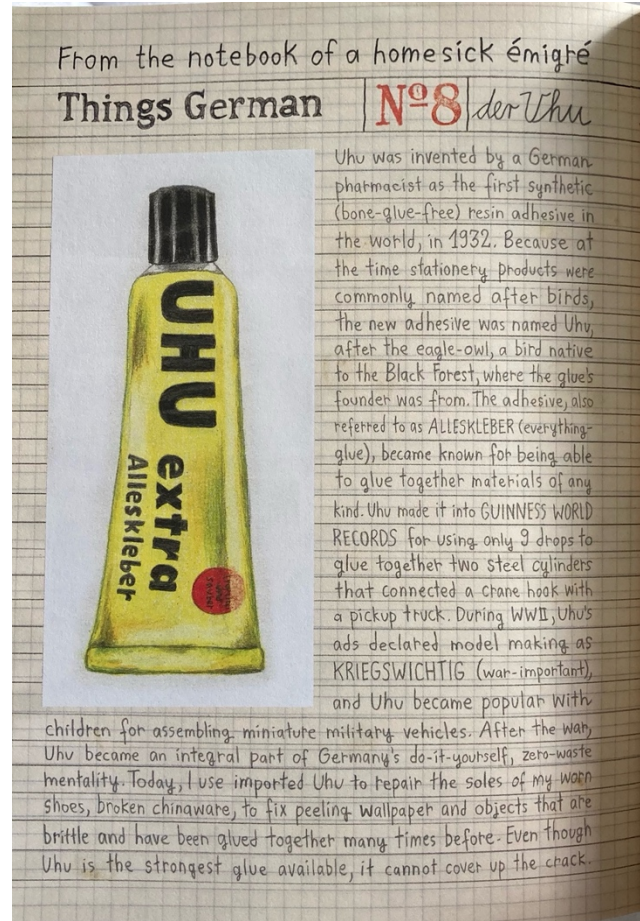 From the notebook of a homesick émigré
Things German
Nº8
der Uhu
UHU
extra
Alleskleber
Uhu was invented by a German
pharmacist as the first synthetic
(bone-glue-free) resin adhesive in
the world, in 1932. Because at
the time stationery products were
commonly named after birds,
the new adhesive was named Uhu,
after the eagle-owl, a bird native
to the Black Forest, where the glue's
founder was from. The adhesive, also
referred to as ALLESKLEBER (everything-
glue), became known for being able
to glue together materials of any
kind. Uhu made it into GUINNESS WORLD
RECORDS for using only 9 drops to
glue together two steel cylinders
that connected a crane hook with
a pickup truck. During WWII, Uhu's
ads declared model making as
KRIEGSWICHTIG (war-important),
and Uhu became popular with
children for assembling miniature military vehicles. After the war,
Uhu became an integral part of Germany's do-it-yourself, zero-waste
mentality. Today, I use imported Uhu to repair the soles of my worn
shoes, broken chinaware, to fix peeling wallpaper and objects that are
brittle and have been glued together many times before. Even though
Uhu is the strongest glue available, it cannot cover up the crack.